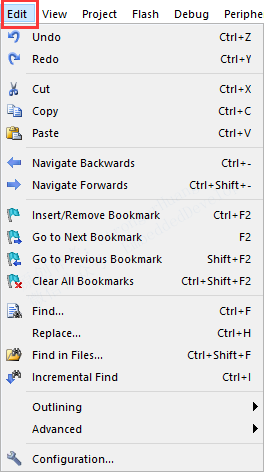 Edit View Project Flash Debug Periphe
Undo Ctrl+Z
Redo Ctrl+Y
Cut Ctrl+X
Copy Ctrl+C
Paste Ctrl+V
Navigate Backwards Ctrl+-
Navigate Forwards Ctrl+Shift+-
Insert/Remove Bookmark Ctrl+F2
Go to Next Bookmark F2
Go to Previous Bookmark Shift+F2
Clear All Bookmarks Ctrl+Shift+F2
Find... Ctrl+F
Replace... Ctrl+H
Find in Files... Ctrl+Shift+F
Incremental Find Ctrl+I
Outlining
Advanced
Configuration...